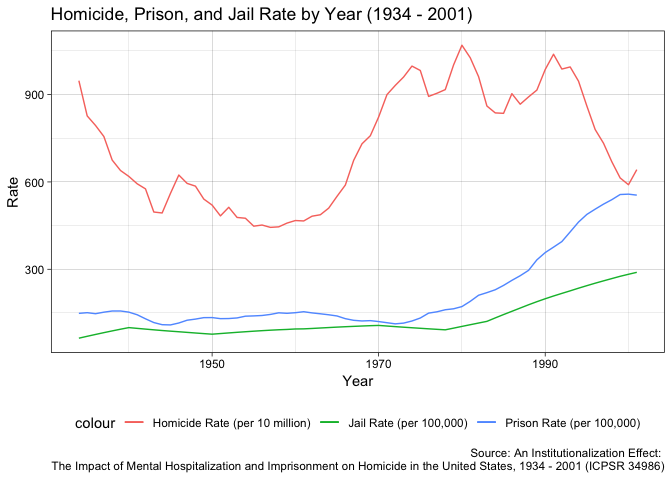 Homicide, Prison, and Jail Rate by Year (1934 - 2001)
Rate
900
600
300
1950
1970
1990
Year
colour
Homicide Rate (per 10 million)
Jail Rate (per 100,000)
Prison Rate (per 100,000)
Source: An Institutionalization Effect:
The Impact of Mental Hospitalization and Imprisonment on Homicide in the United States, 1934 - 2001 (ICPSR 34986)